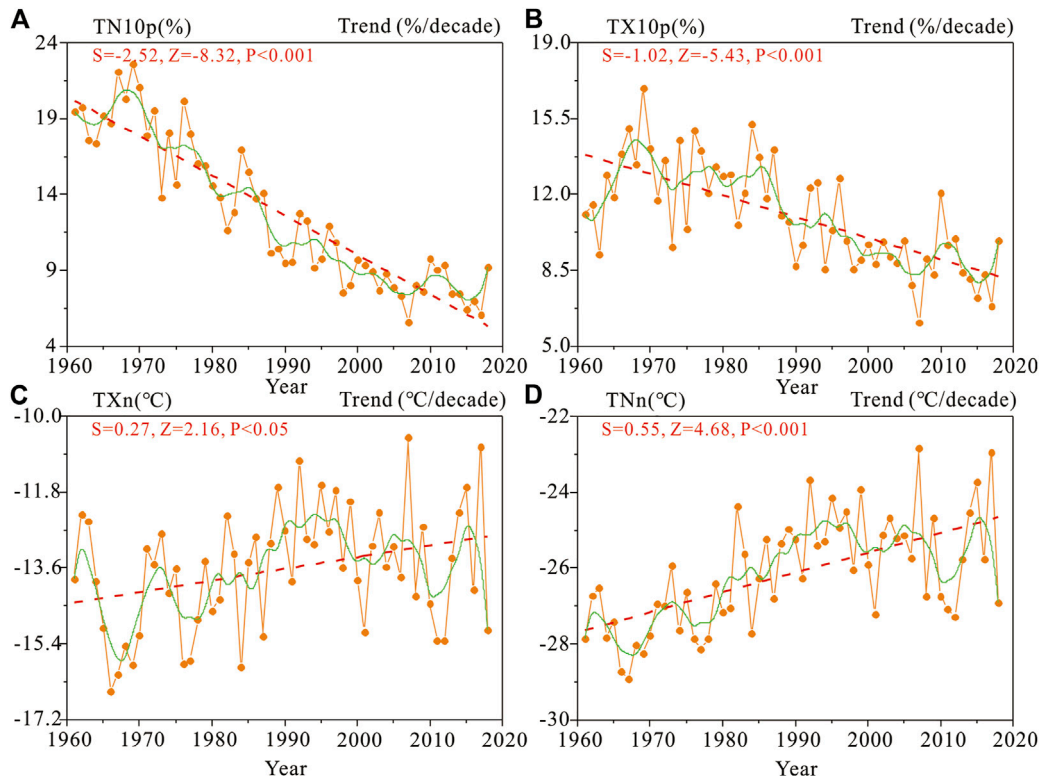 A
TN10p(%) Trend (%/decade)
S=-2.52, Z=-8.32, P<0.001
24
19
14
9
4
1960 1970 1980 1990 2000 2010 2020
Year
B
TX10p(%) Trend (%/decade)
S=-1.02, Z=-5.43, P<0.001
19.0
15.5
12.0
8.5
5.0
1960 1970 1980 1990 2000 2010 2020
Year
C
TXn(℃) Trend (℃/decade)
S=0.27, Z=2.16, P<0.05
-10.0
-11.8
-13.6
-15.4
-17.2
1960 1970 1980 1990 2000 2010 2020
Year
D
TNn(℃) Trend (℃/decade)
S=0.55, Z=4.68, P<0.001
-22
-24
-26
-28
-30
1960 1970 1980 1990 2000 2010 2020
Year